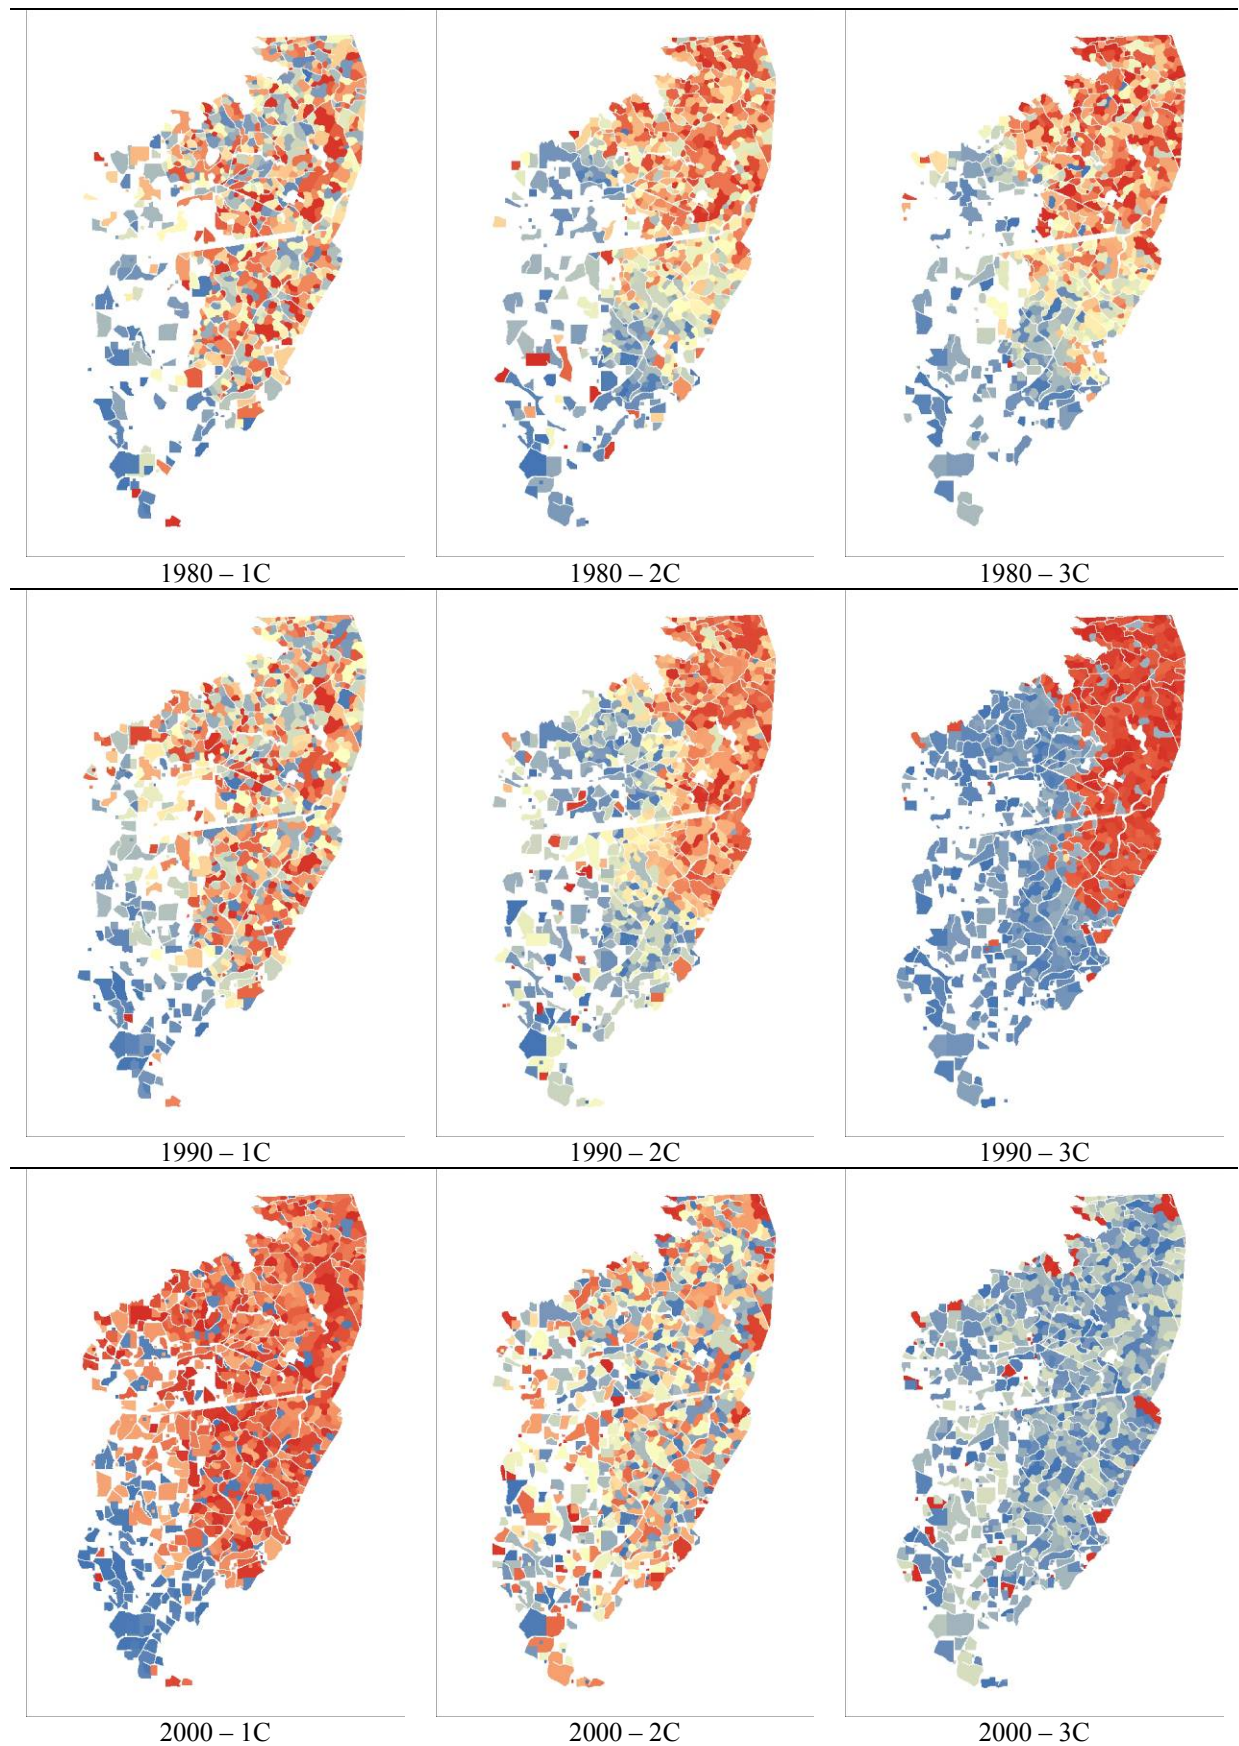 1980 – 1C
1980 – 2C
1980 – 3C
1990 – 1C
1990 – 2C
1990 – 3C
2000 – 1C
2000 – 2C
2000 – 3C